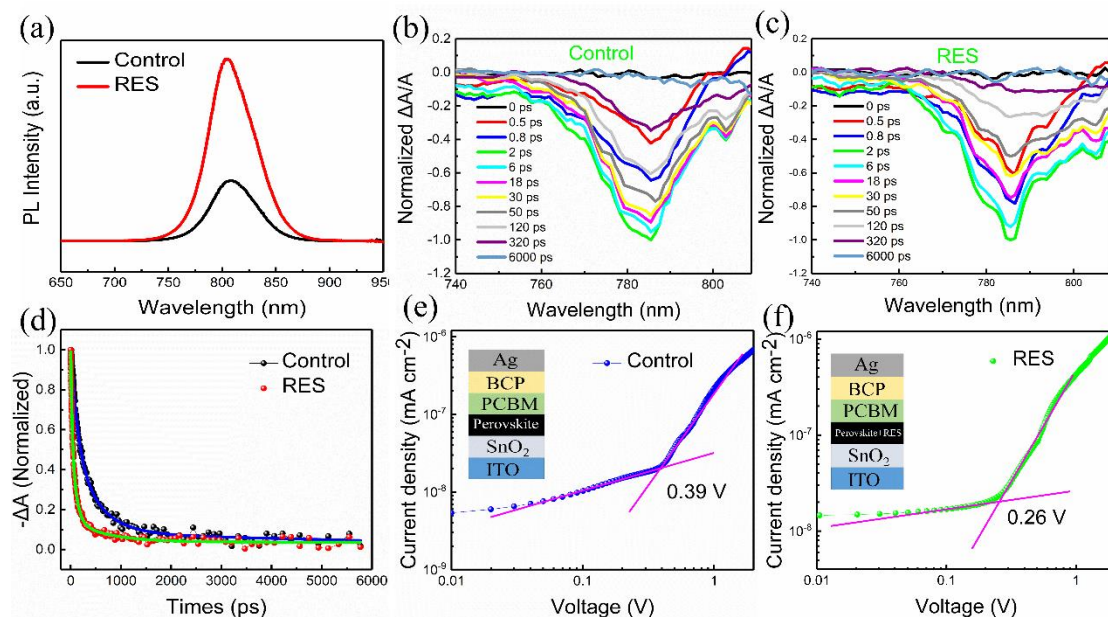 (a)
Control
RES
PL Intensity (a.u.)
650 700 750 800 850 900 950
Wavelength (nm)
(b)
Control
Normalized ΔA/A
0.0
-0.2
-0.4
-0.6
-0.8
-1.0
-1.2
0 ps
0.5 ps
0.8 ps
2 ps
6 ps
18 ps
30 ps
50 ps
120 ps
320 ps
6000 ps
740 760 780 800
Wavelength (nm)
(c)
RES
Normalized ΔA/A
0.0
-0.2
-0.4
-0.6
-0.8
-1.0
1.2
0 ps
0.5 ps
0.8 ps
2 ps
6 ps
18 ps
30 ps
50 ps
120 ps
320 ps
6000 ps
740 760 780 800
Wavelength (nm)
(d)
Control
RES
-ΔA (Normalized)
1.0
0.8
0.6
0.4
0.2
0.0
0 1000 2000 3000 4000 5000 6000
Times (ps)
(e)
Control
Current density (mA cm-2)
10-6
10-7
10-8
10-9
Ag
BCP
PCBM
Perovskite
SnO2
ITO
0.39 V
0.01 0.1 1
Voltage (V)
(f)
RES
Current density (mA cm-2)
10-6
10-7
10-8
Ag
BCP
PCBM
Perovskite+RES
SnO2
ITO
0.26 V
0.01 0.1 1
Voltage (V)